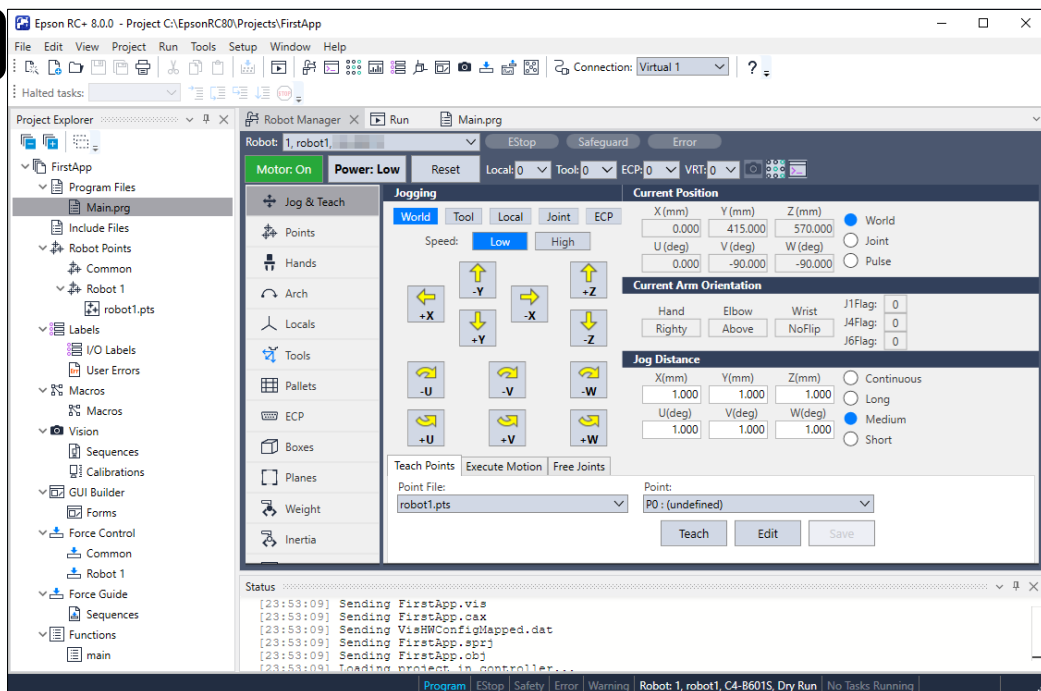 Epson RC+ 8.0.0 - Project C:\EpsonRC80\Projects\FirstApp
File Edit View Project Run Tools Setup Window Help
Connection: Virtual 1
?
Halted tasks:
STOP
Project Explorer
FirstApp
Program Files
Main.prg
Include Files
Robot Points
Common
Robot 1
robot1.pts
Labels
I/O Labels
User Errors
Macros
Macros
Vision
Sequences
Calibrations
GUI Builder
Forms
Force Control
Common
Robot 1
Force Guide
Sequences
Functions
main
Robot Manager Run Main.prg
Robot: 1, robot1, EStop Safeguard Error
Motor: On Power: Low Reset Local: 0 Tool: 0 ECP: 0 VRT: 0
Jog & Teach
Points
Hands
Arch
Locals
Tools
Pallets
ECP
Boxes
Planes
Weight
Inertia
Jogging
World Tool Local Joint ECP
Speed: Low High
-Y +Z
+X -X
+Y -Z
-U -V -W
+U +V +W
Current Position
X (mm) Y (mm) Z (mm)
0.000 415.000 570.000
U (deg) V (deg) W (deg)
0.000 -90.000 -90.000
World
Joint
Pulse
Current Arm Orientation
Hand Elbow Wrist
Righty Above NoFlip
J1Flag: 0
J4Flag: 0
J6Flag: 0
Jog Distance
X(mm) Y(mm) Z(mm)
1.000 1.000 1.000
U(deg) V(deg) W(deg)
1.000 1.000 1.000
Continuous
Long
Medium
Short
Teach Points Execute Motion Free Joints
Point File: Point:
robot1.pts P0 : (undefined)
Teach Edit Save
Status
[23:53:09] Sending FirstApp.vis
[23:53:09] Sending FirstApp.cax
[23:53:09] Sending VisHWConfigMapped.dat
[23:53:09] Sending FirstApp.sprj
[23:53:09] Sending FirstApp.obj
[23:53:09] Loading project in controller...
Program EStop Safety Error Warning Robot: 1, robot1, C4-B601S, Dry Run No Tasks Running